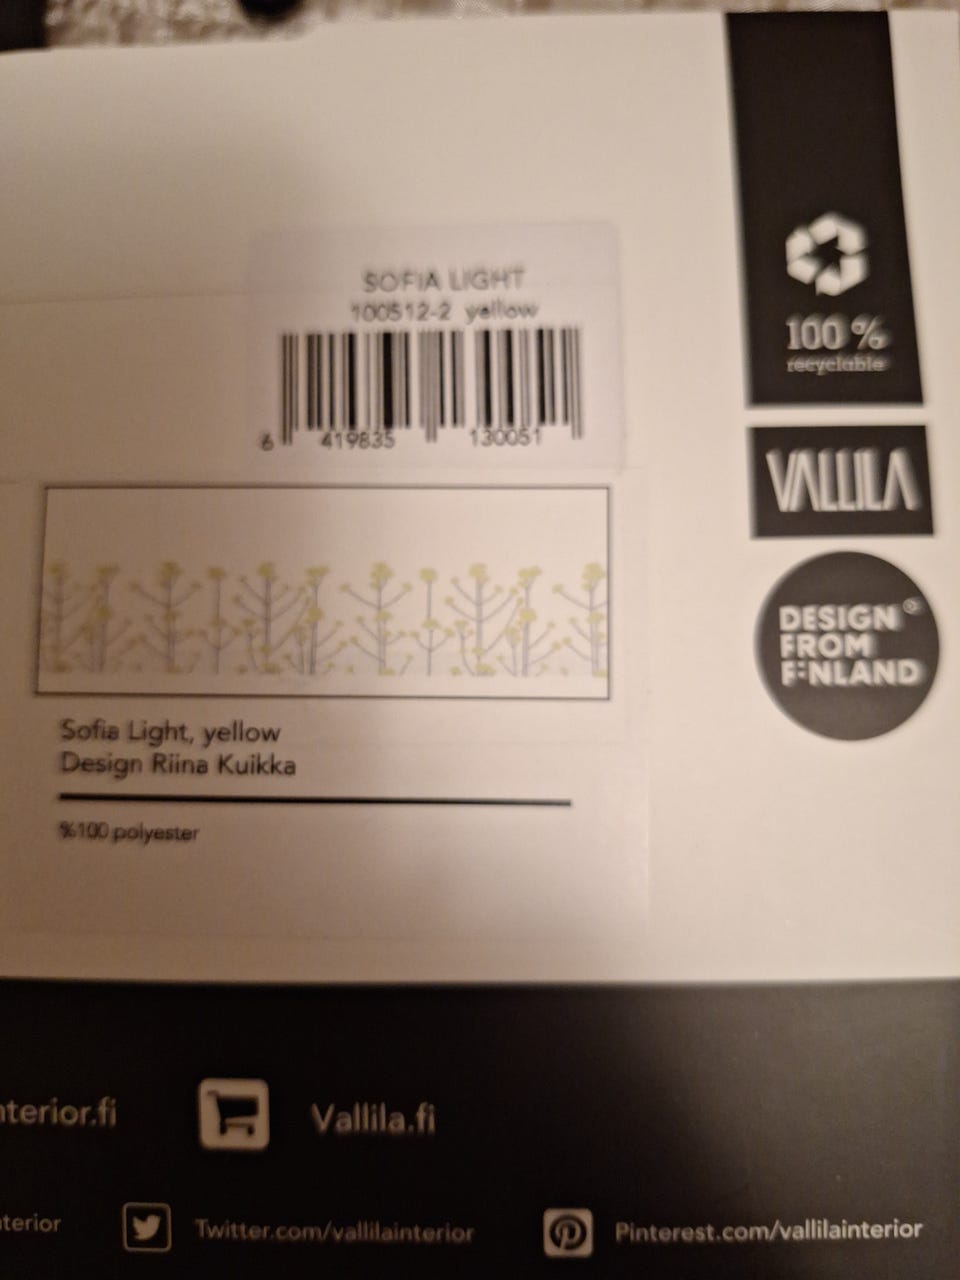 SOFIA LIGHT
100512-2 yellow
6 419835 130051
100 %
recyclable
VALLILA
DESIGN
FROM
FINLAND
Sofia Light, yellow
Design Riina Kuikka
%100 polyester
nterior.fi
Vallila.fi
terior
Twitter.com/vallilainterior
Pinterest.com/vallilainterior